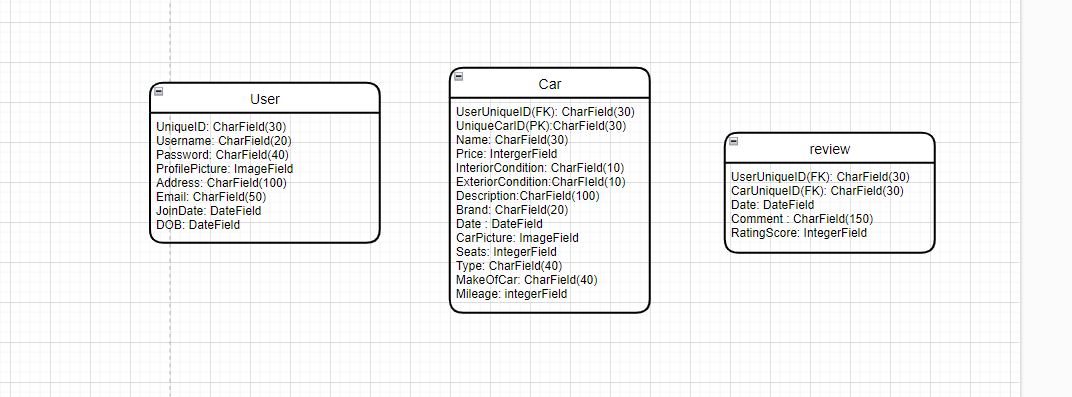 User
UniqueID: CharField(30)
Username: CharField(20)
Password: CharField(40)
ProfilePicture: ImageField
Address: CharField(100)
Email: CharField(50)
JoinDate: DateField
DOB: DateField
Car
UserUniqueID(FK): CharField(30)
UniqueCarID(PK):CharField(30)
Name: CharField(30)
Price: IntergerField
InteriorCondition: CharField(10)
ExteriorCondition:CharField(10)
Description:CharField(100)
Brand: CharField(20)
Date : DateField
CarPicture: ImageField
Seats: IntegerField
Type: CharField(40)
MakeOfCar: CharField(40)
Mileage: integerField
review
UserUniqueID(FK): CharField(30)
CarUniqueID(FK): CharField(30)
Date: DateField
Comment : CharField(150)
RatingScore: IntegerField